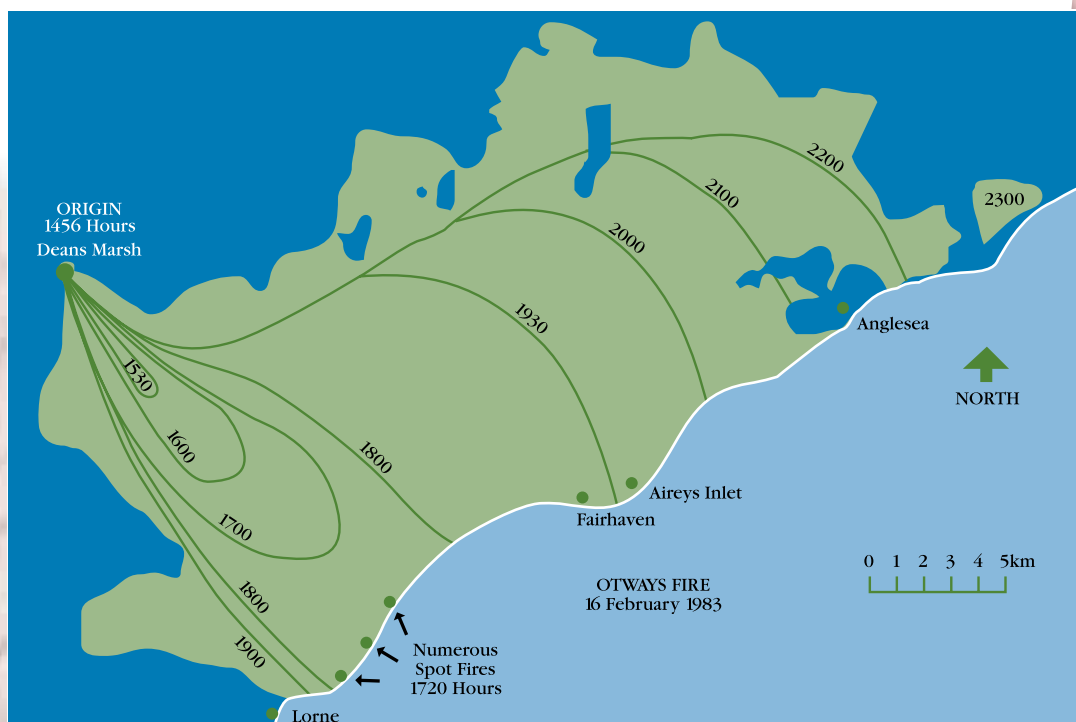 ORIGIN
1456 Hours
Deans Marsh
2200
2100
2300
2000
1930
Anglesea
NORTH
1530
1600
1800
1700
Aireys Inlet
Fairhaven
0 1 2 3 4 5km
OTWAYS FIRE
16 February 1983
1800
1900
Numerous
Spot Fires
1720 Hours
Lorne